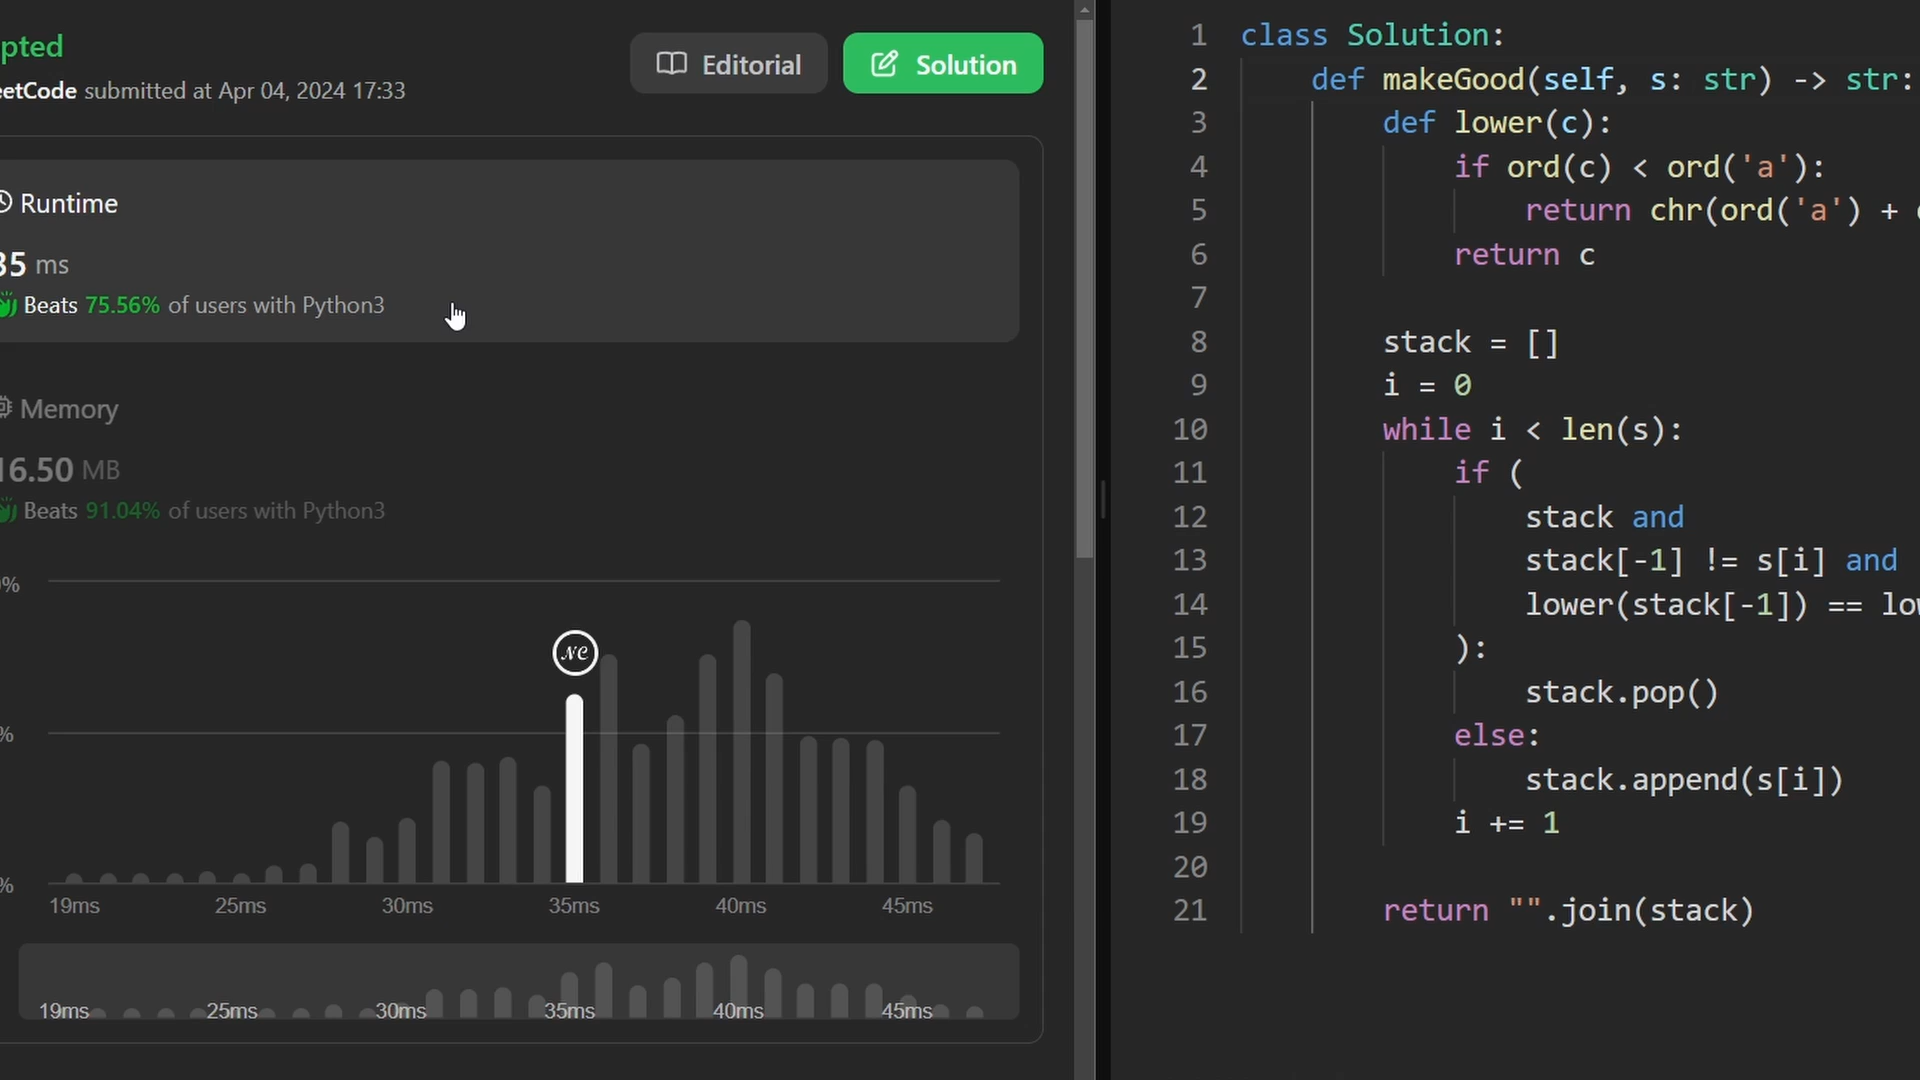 pted
Editorial
Solution
eetCode submitted at Apr 04, 2024 17:33
Runtime
35 ms
Beats 75.56% of users with Python3
Memory
16.50 MB
Beats 91.04% of users with Python3
%
%
%
NC
19ms 25ms 30ms 35ms 40ms 45ms
19ms 25ms 30ms 35ms 40ms 45ms
1 class Solution:
2 def makeGood(self, s: str) -> str:
3 def lower(c):
4 if ord(c) < ord('a'):
5 return chr(ord('a') +
6 return c
7
8 stack = []
9 i = 0
10 while i < len(s):
11 if (
12 stack and
13 stack[-1] != s[i] and
14 lower(stack[-1]) == low
15 ):
16 stack.pop()
17 else:
18 stack.append(s[i])
19 i += 1
20
21 return "".join(stack)